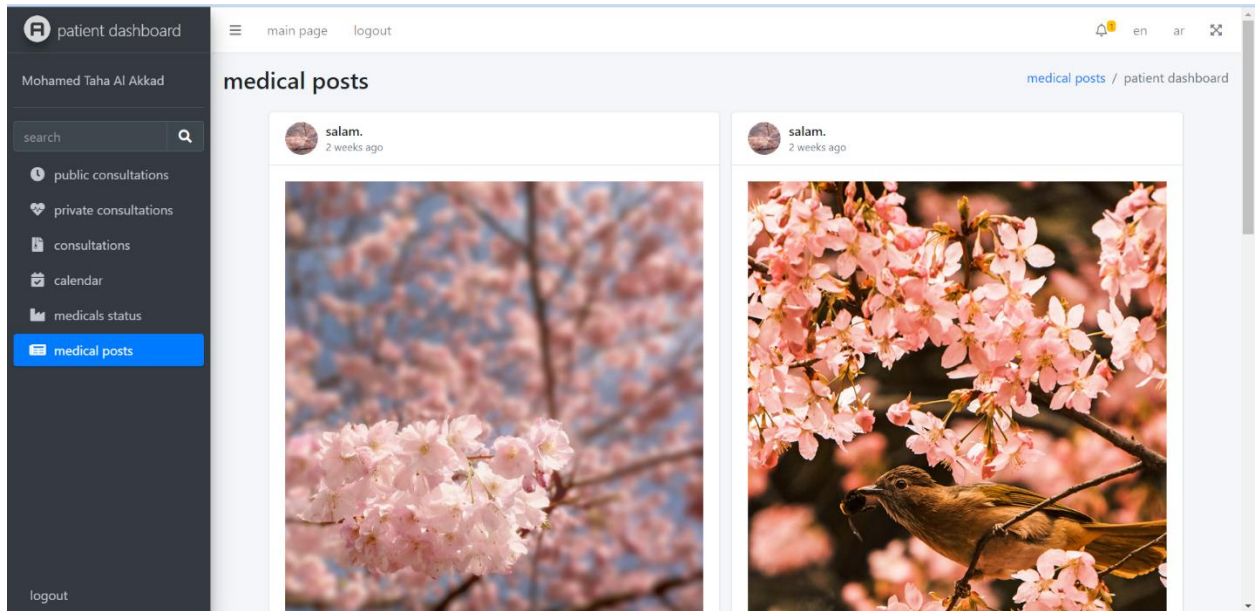 patient dashboard
main page logout
1 en ar
Mohamed Taha Al Akkad
search
public consultations
private consultations
consultations
calendar
medicals status
medical posts
logout
medical posts
medical posts / patient dashboard
salam.
2 weeks ago
salam.
2 weeks ago